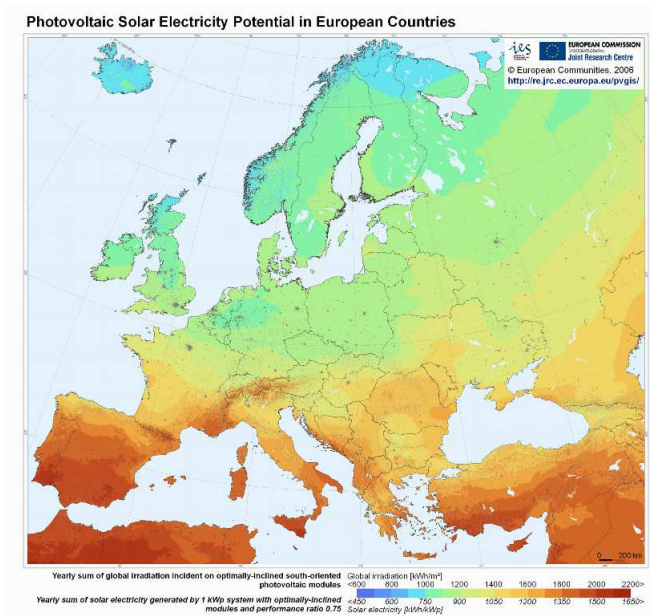 Photovoltaic Solar Electricity Potential in European Countries
ies
EUROPEAN COMMISSION
Joint Research Centre
© European Communities, 2006
http://re.jrc.ec.europa.eu/pvgis/
0 200 km
Yearly sum of global irradiation incident on optimally-inclined south-oriented
photovoltaic modules
Global irradiation [kWh/m²]
<600 800 1000 1200 1400 1600 1800 2000 2200>
Yearly sum of solar electricity generated by 1 kWp system with optimally-inclined
modules and performance ratio 0.75
<450 600 750 900 1050 1200 1350 1500 1650>
Solar electricity [kWh/kWp]